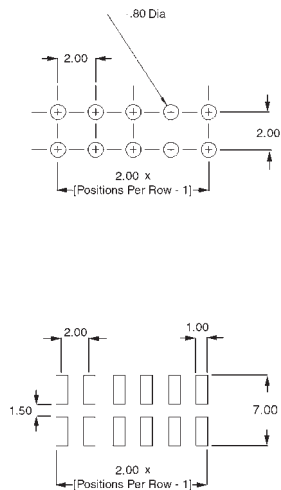 .80 Dia
2.00
2.00
2.00 x
[Positions Per Row - 1]
2.00
1.00
1.50
7.00
2.00 x
[Positions Per Row - 1]